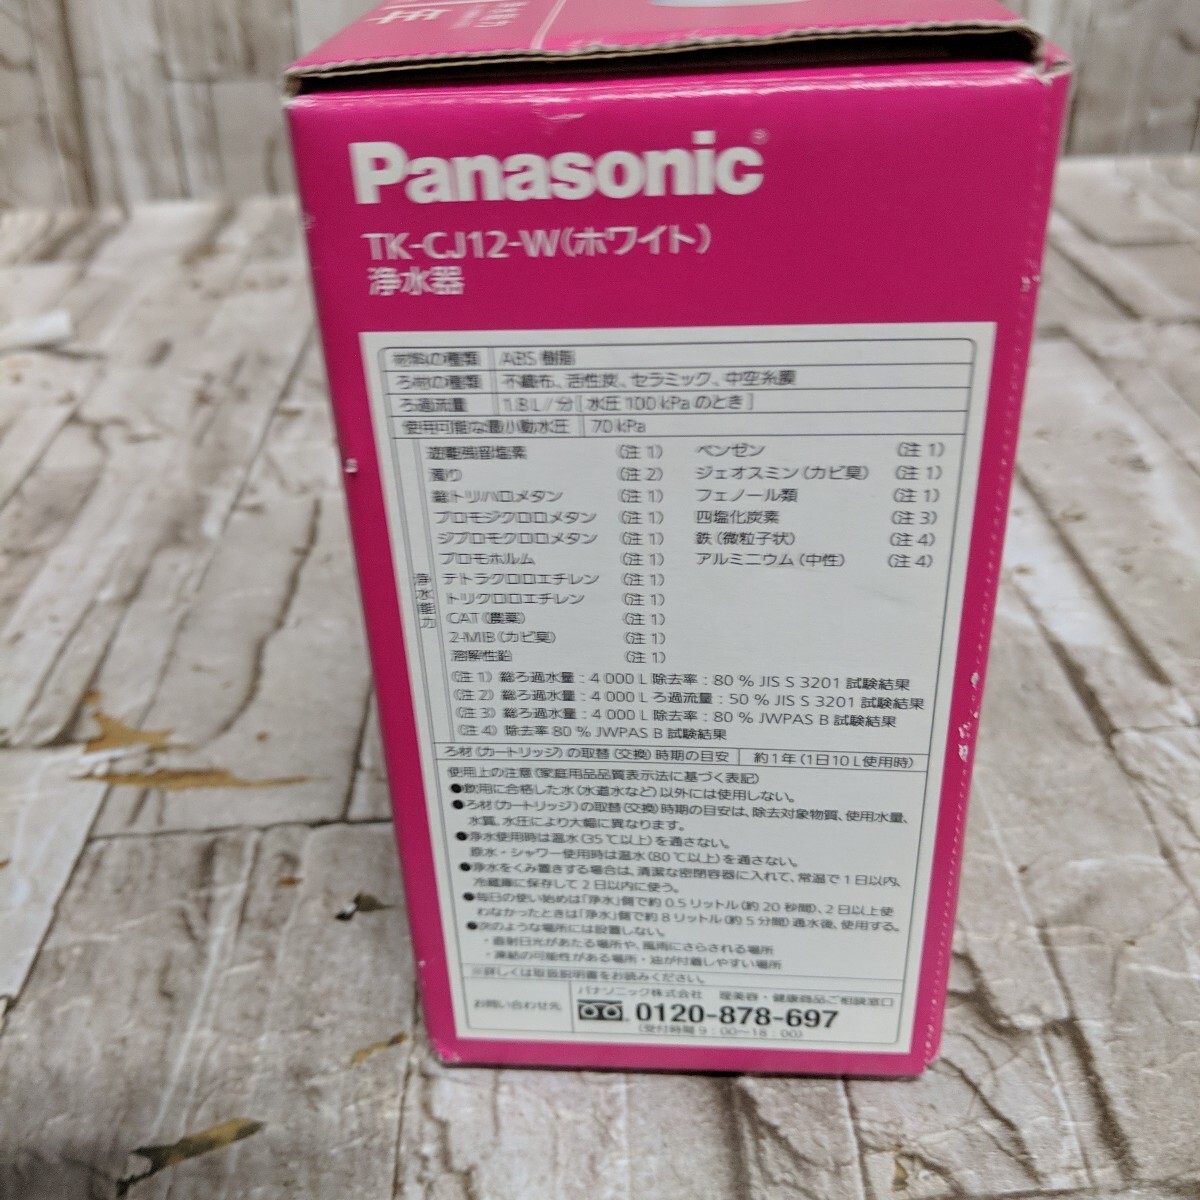 Panasonic®
TK-CJ12-W(ホワイト)
浄水器
材料の種類 ABS 樹脂
ろ材の種類 不織布、活性炭、セラミック、中空糸膜
ろ過流量 1.8 L/分[水圧100 kPaのとき]
使用可能な最小動水圧 70 kPa
浄水能力
遊離残留塩素 (注 1) ベンゼン (注 1)
濁り (注 2) ジェオスミン(カビ臭) (注 1)
総トリハロメタン (注 1) フェノール類 (注 1)
ブロモジクロロメタン (注 1) 四塩化炭素 (注 3)
ジブロモクロロメタン (注 1) 鉄(微粒子状) (注 4)
ブロモホルム (注 1) アルミニウム(中性) (注 4)
テトラクロロエチレン (注 1)
トリクロロエチレン (注 1)
CAT(農薬) (注 1)
2-MIB(カビ臭) (注 1)
溶解性鉛 (注 1)
(注 1) 総ろ過水量:4 000 L 除去率:80 % JIS S 3201 試験結果
(注 2) 総ろ過水量:4 000 L ろ過流量:50 % JIS S 3201 試験結果
(注 3) 総ろ過水量:4 000 L 除去率:80 % JWPAS B 試験結果
(注 4) 除去率 80 % JWPAS B 試験結果
ろ材(カートリッジ)の取替(交換)時期の目安 約1年(1日10 L使用時)
使用上の注意(家庭用品品質表示法に基づく表記)
●飲用に合格した水(水道水など)以外には使用しない。
●ろ材(カートリッジ)の取替(交換)時期の目安は、除去対象物質、使用水量、
水質、水圧により大幅に異なります。
●浄水使用時は温水(35 ℃以上)を通さない。
原水・シャワー使用時は温水(80 ℃以上)を通さない。
●浄水をくみ置きする場合は、清潔な密閉容器に入れて、常温で1日以内、
冷蔵庫に保存して2日以内に使う。
●毎日の使い始めは「浄水」側で約0.5リットル(約20秒間)、2日以上使
わなかったときは「浄水」側で約8リットル(約5分間)通水後、使用する。
●次のような場所には設置しない。
・直射日光があたる場所や、風雨にさらされる場所
・凍結の可能性がある場所・油が付着しやすい場所
※詳しくは取扱説明書をお読みください。
お問い合わせ先
パナソニック株式会社 理美容・健康商品ご相談窓口
0120-878-697
(受付時間 9:00～18:00)